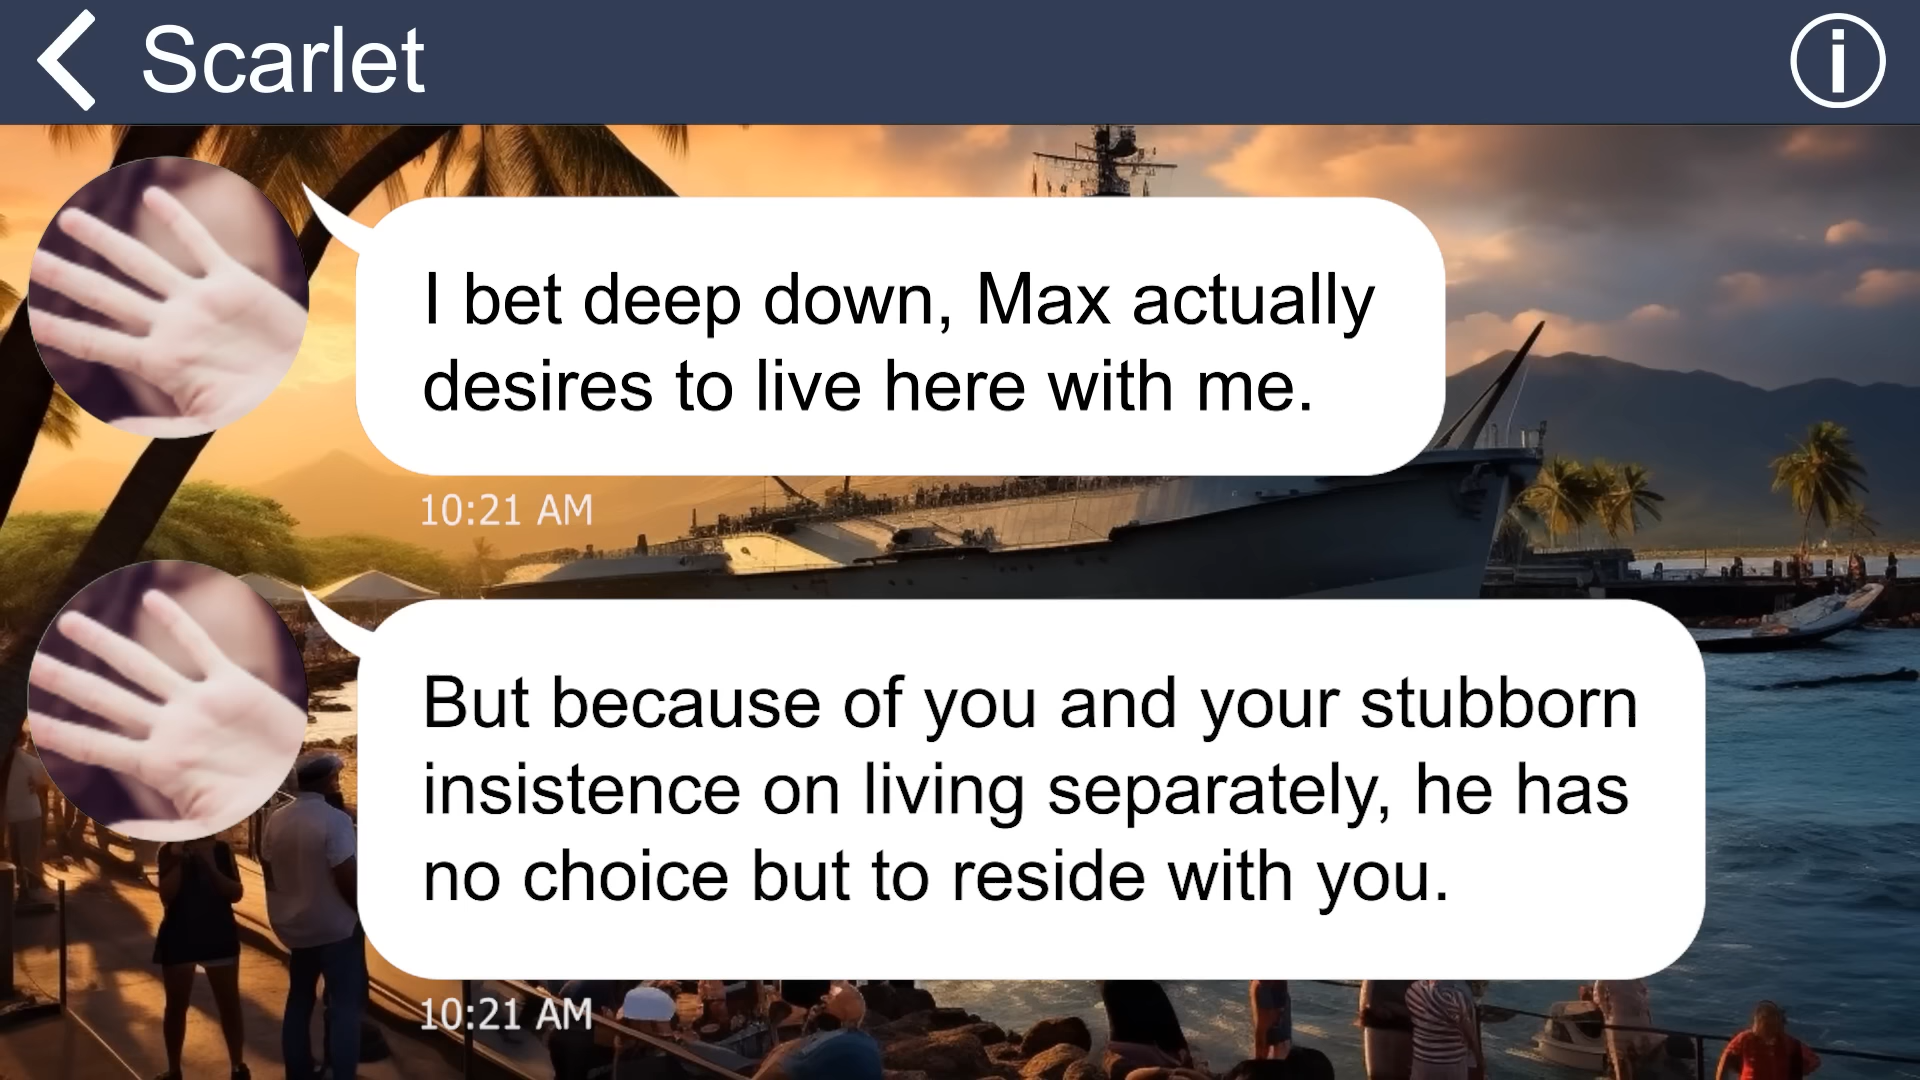 Scarlet
I bet deep down, Max actually
desires to live here with me.
10:21 AM
But because of you and your stubborn
insistence on living separately, he has
no choice but to reside with you.
10:21 AM